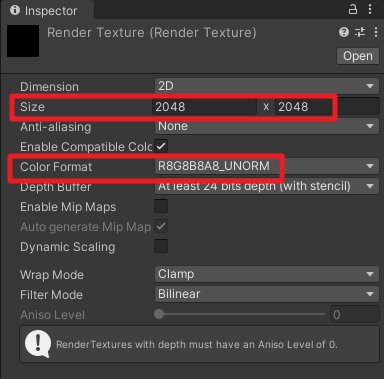 Inspector
Render Texture (Render Texture)
Open
Dimension 2D
Size 2048 x 2048
Anti-aliasing None
Enable Compatible Colo
Color Format R8G8B8A8_UNORM
Depth Buffer At least 24 bits depth (with stencil)
Enable Mip Maps
Auto generate Mip Map
Dynamic Scaling
Wrap Mode Clamp
Filter Mode Bilinear
Aniso Level 0
RenderTextures with depth must have an Aniso Level of 0.